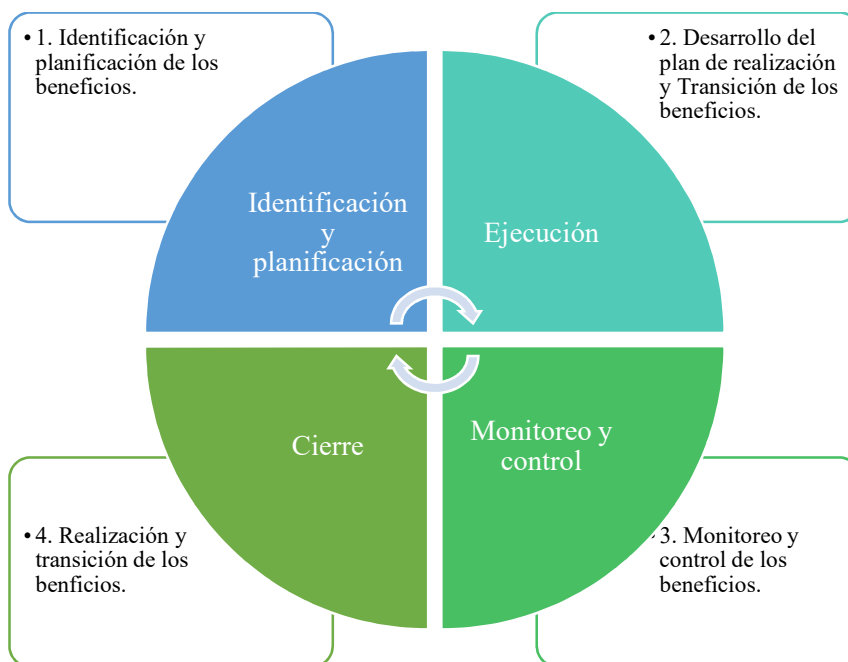 • 1. Identificación y
planificación de los
beneficios.
• 2. Desarrollo del
plan de realización
y Transición de los
beneficios.
Identificación
y
planificación
Ejecución
Cierre
Monitoreo y
control
• 4. Realización y
transición de los
benficios.
• 3. Monitoreo y
control de los
beneficios.